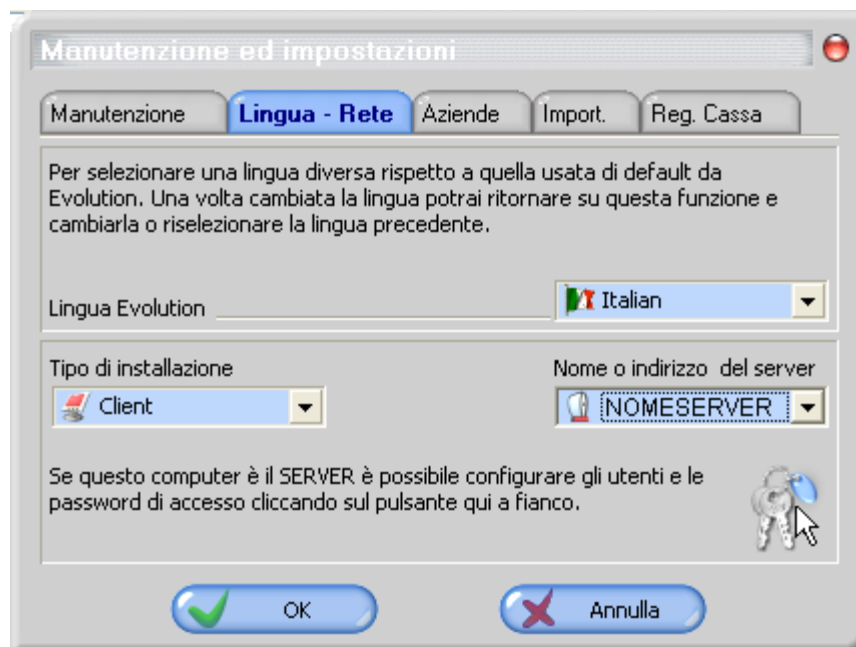 Manutenzione ed impostazioni
Manutenzione Lingua - Rete Aziende Import. Reg. Cassa
Per selezionare una lingua diversa rispetto a quella usata di default da
Evolution. Una volta cambiata la lingua potrai ritornare su questa funzione e
cambiarla o riselezionare la lingua precedente.
Lingua Evolution Italian
Tipo di installazione Nome o indirizzo del server
Client NOMESERVER
Se questo computer è il SERVER è possibile configurare gli utenti e le
password di accesso cliccando sul pulsante qui a fianco.
OK Annulla